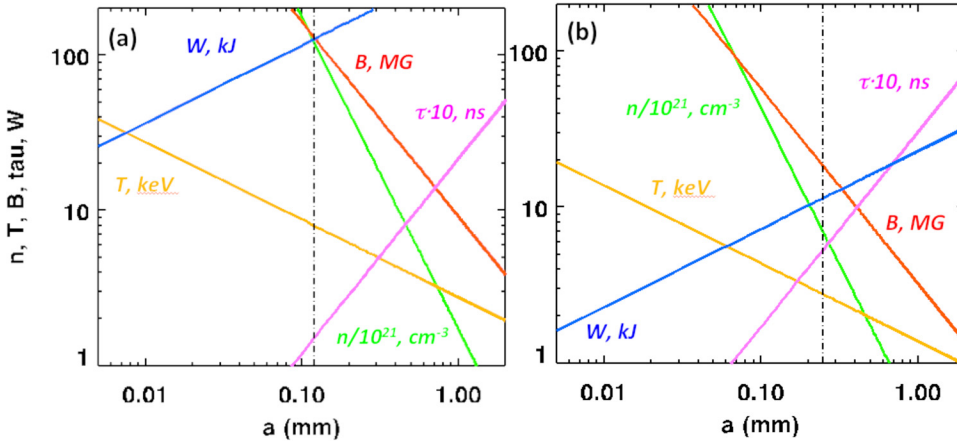 (a)
W, kJ
B, MG
τ·10, ns
T, keV
n/10²¹, cm⁻³
n, T, B, tau, W
100
10
1
0.01
0.10
1.00
a (mm)
(b)
τ·10, ns
n/10²¹, cm⁻³
T, keV
B, MG
W, kJ
100
10
1
0.01
0.10
1.00
a (mm)